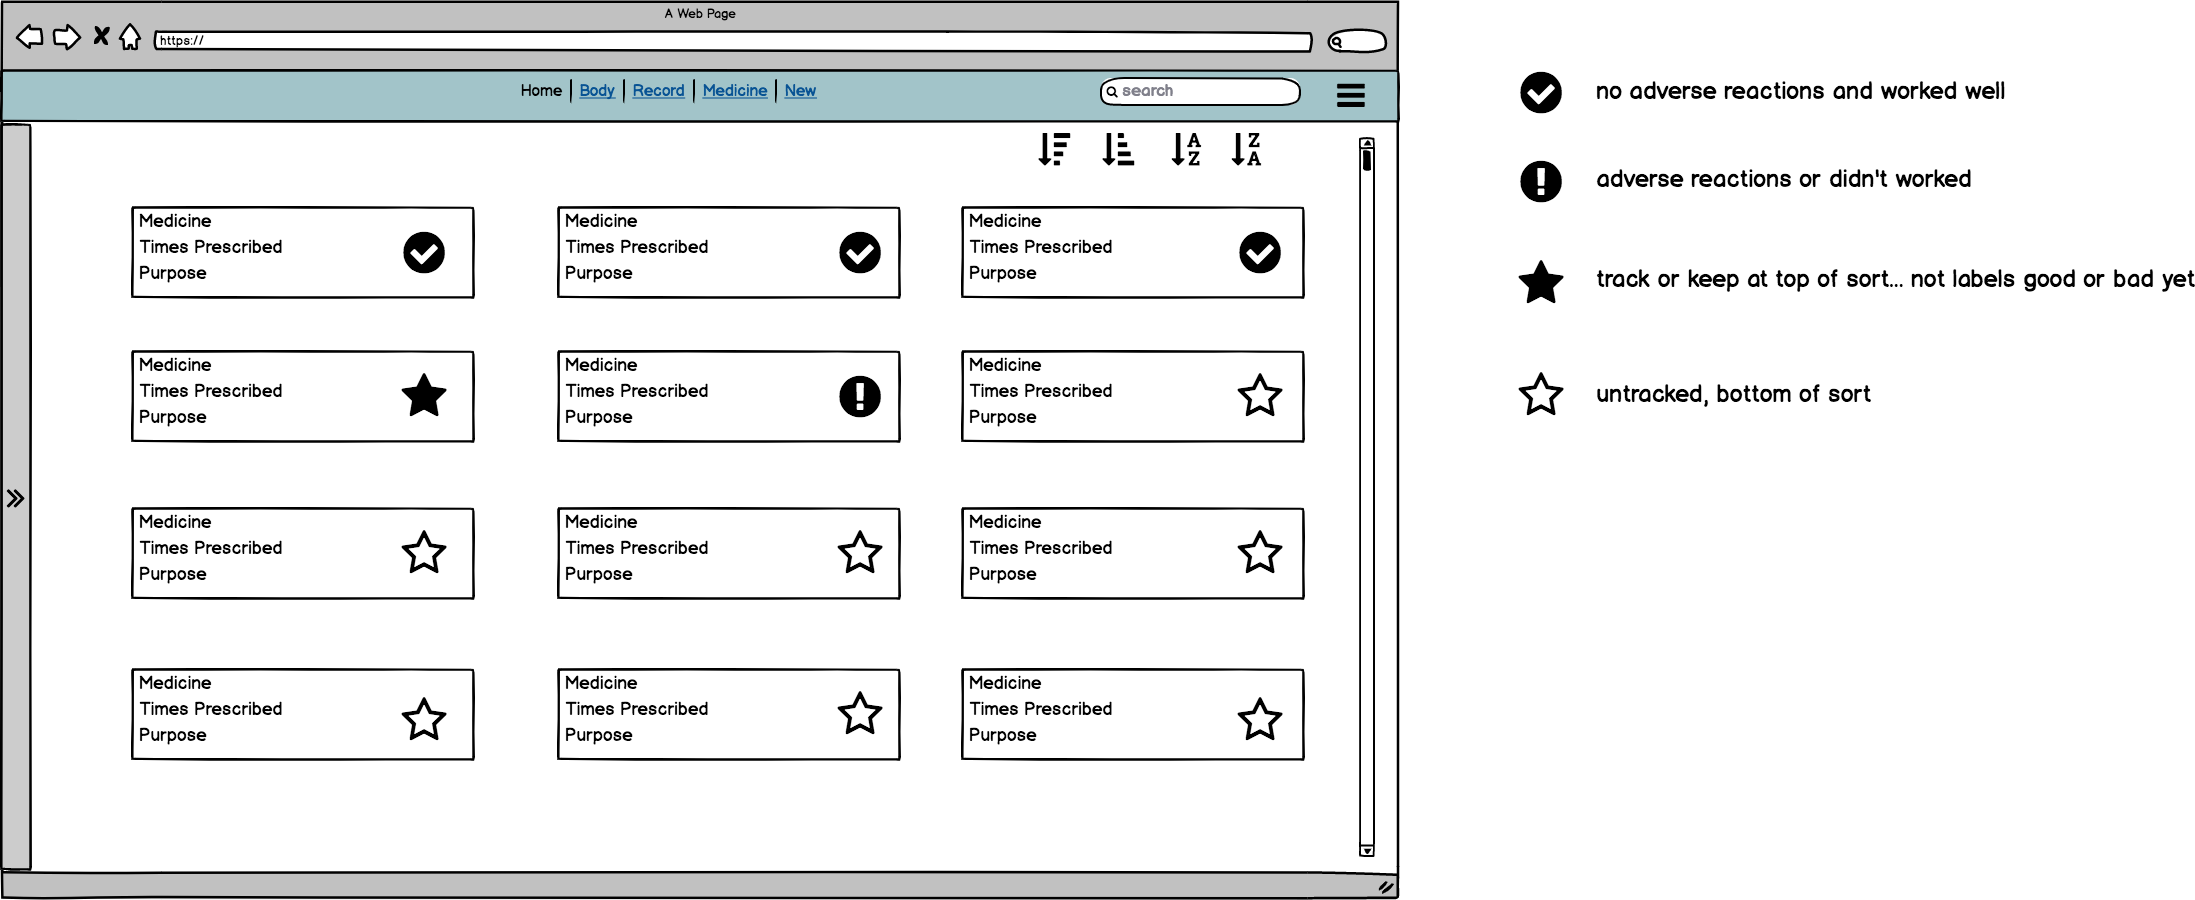 A Web Page
https://
Home Body Record Medicine New
search
A Z
Z A
Medicine
Times Prescribed
Purpose
Medicine
Times Prescribed
Purpose
Medicine
Times Prescribed
Purpose
Medicine
Times Prescribed
Purpose
Medicine
Times Prescribed
Purpose
Medicine
Times Prescribed
Purpose
Medicine
Times Prescribed
Purpose
Medicine
Times Prescribed
Purpose
Medicine
Times Prescribed
Purpose
Medicine
Times Prescribed
Purpose
Medicine
Times Prescribed
Purpose
Medicine
Times Prescribed
Purpose
no adverse reactions and worked well
adverse reactions or didn't worked
track or keep at top of sort... not labels good or bad yet
untracked, bottom of sort